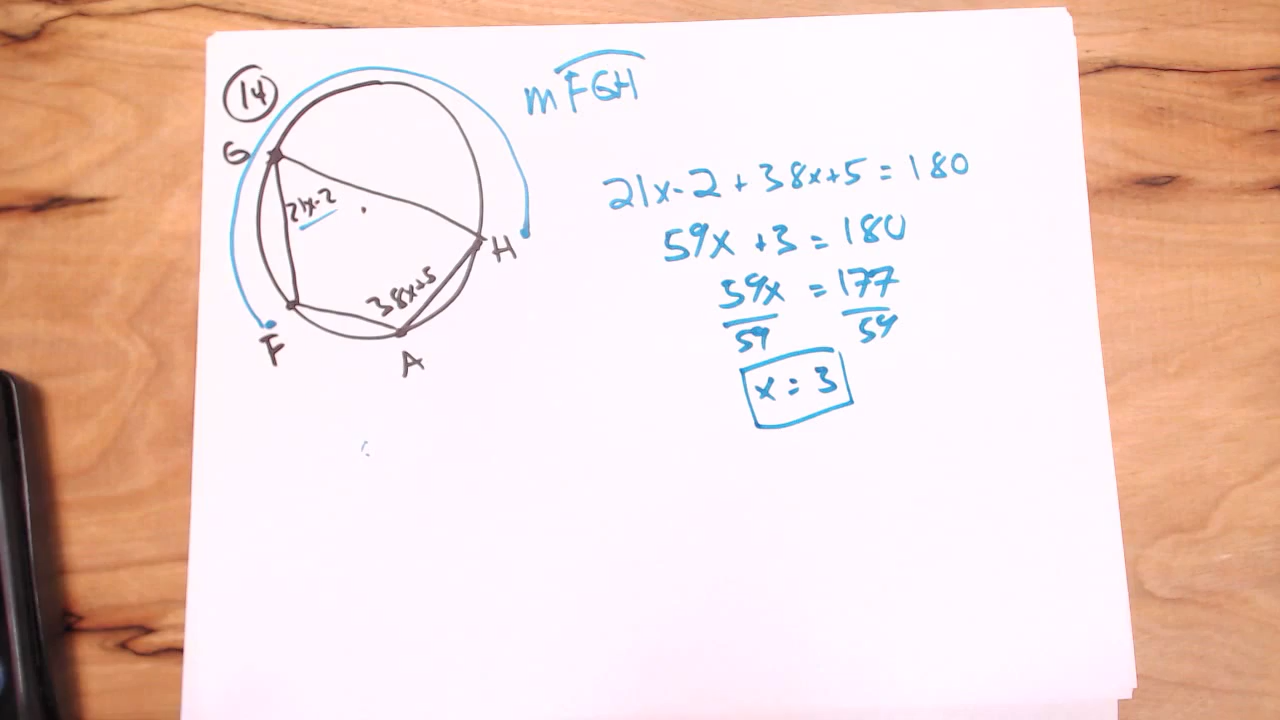 14
mFGH
G
21x-2
H
38x+5
F
A
21x-2+38x+5=180
59x+3=180
59x=177
59 59
x=3